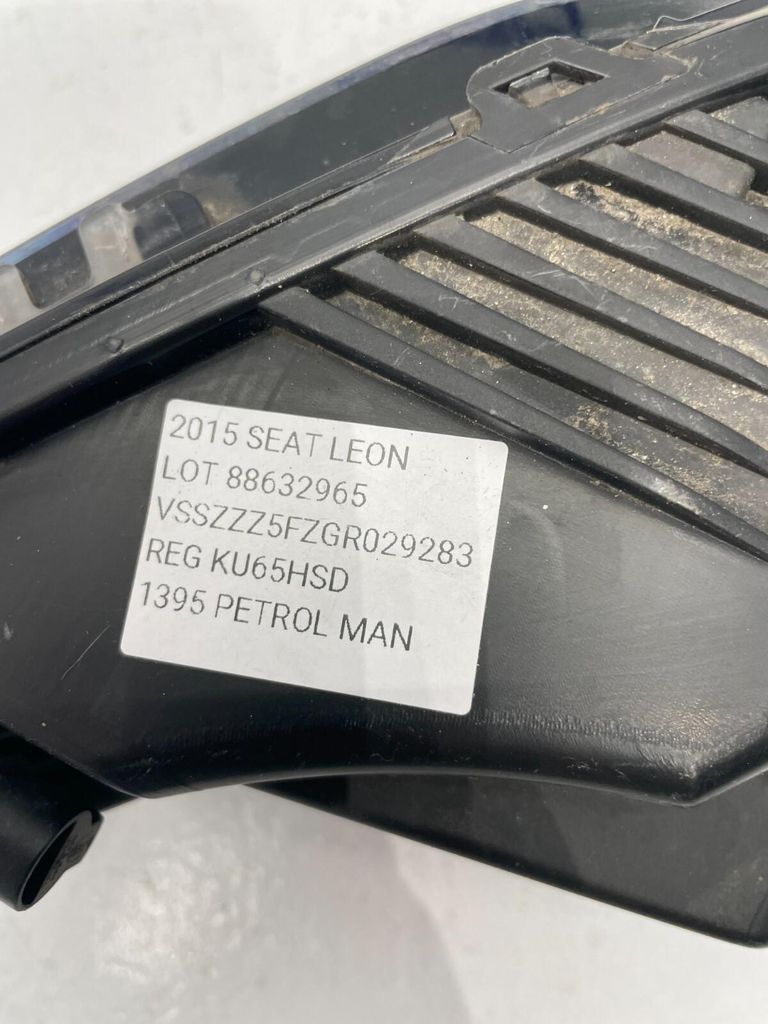 2015 SEAT LEON
LOT 88632965
VSSZZZ5FZGR029283
REG KU65HSD
1395 PETROL MAN